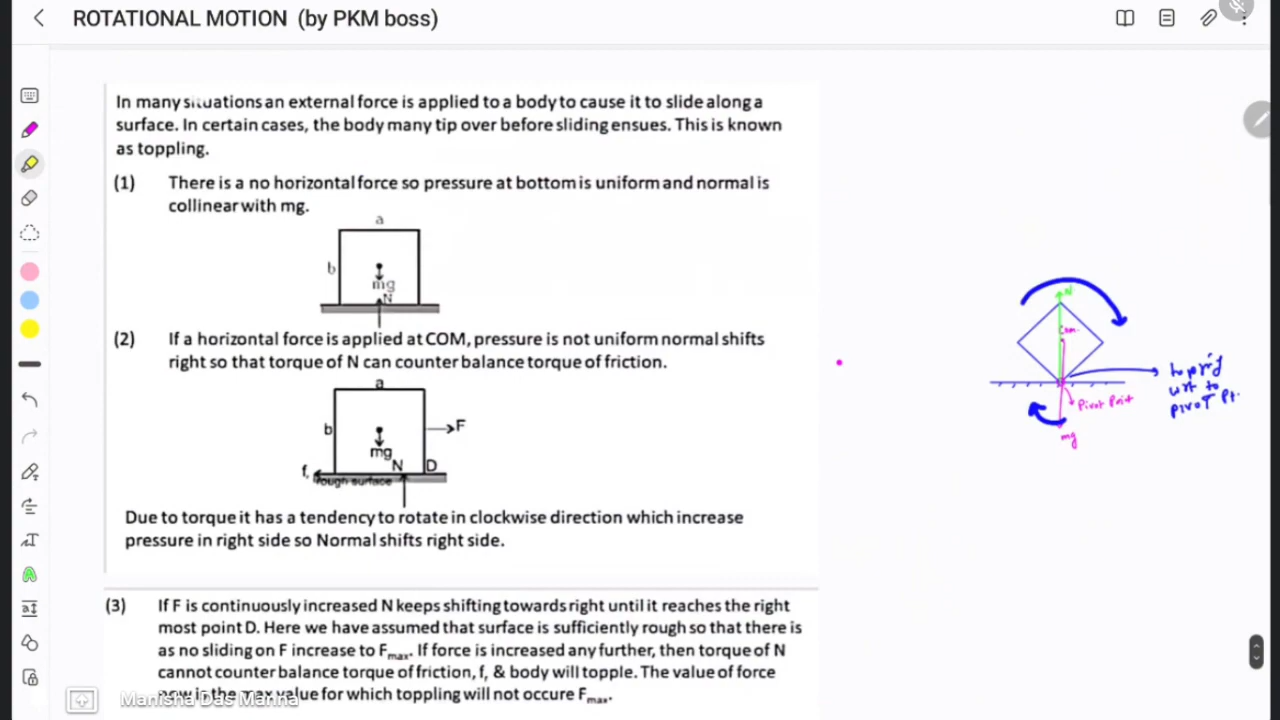 ROTATIONAL MOTION (by PKM boss)
In many situations an external force is applied to a body to cause it to slide along a
surface. In certain cases, the body many tip over before sliding ensues. This is known
as toppling.
(1) There is a no horizontal force so pressure at bottom is uniform and normal is
collinear with mg.
a
b
mg
N
(2) If a horizontal force is applied at COM, pressure is not uniform normal shifts
right so that torque of N can counter balance torque of friction.
a
b
F
mg
N D
f, rough surface
Due to torque it has a tendency to rotate in clockwise direction which increase
pressure in right side so Normal shifts right side.
(3) If F is continuously increased N keeps shifting towards right until it reaches the right
most point D. Here we have assumed that surface is sufficiently rough so that there is
as no sliding on F increase to Fmax. If force is increased any further, then torque of N
cannot counter balance torque of friction, f, & body will topple. The value of force
now in the max value for which toppling will not occure Fmax.
Manisha Das Manna
N
com
wrt to
pivot Pt.
Pivot Point
mg